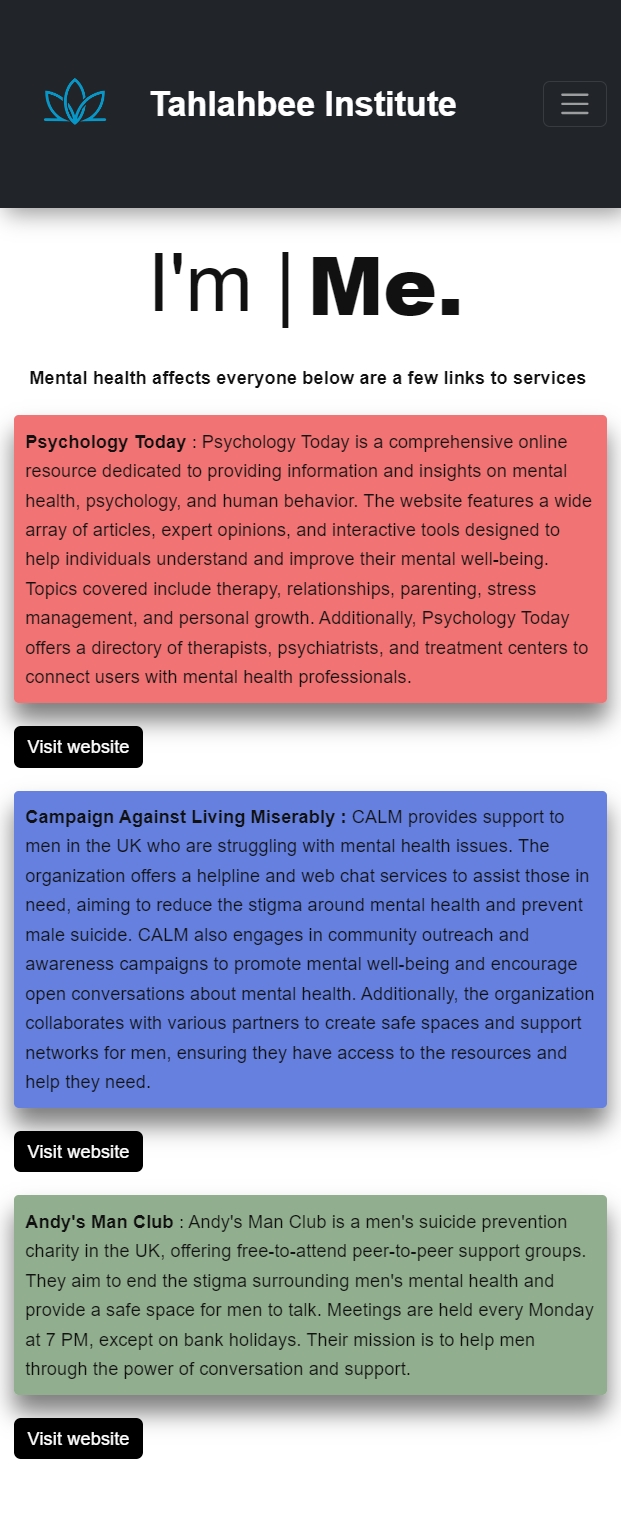 Tahlahbee Institute
I'm | Me.
Mental health affects everyone below are a few links to services
Psychology Today : Psychology Today is a comprehensive online
resource dedicated to providing information and insights on mental
health, psychology, and human behavior. The website features a wide
array of articles, expert opinions, and interactive tools designed to
help individuals understand and improve their mental well-being.
Topics covered include therapy, relationships, parenting, stress
management, and personal growth. Additionally, Psychology Today
offers a directory of therapists, psychiatrists, and treatment centers to
connect users with mental health professionals.
Visit website
Campaign Against Living Miserably : CALM provides support to
men in the UK who are struggling with mental health issues. The
organization offers a helpline and web chat services to assist those in
need, aiming to reduce the stigma around mental health and prevent
male suicide. CALM also engages in community outreach and
awareness campaigns to promote mental well-being and encourage
open conversations about mental health. Additionally, the organization
collaborates with various partners to create safe spaces and support
networks for men, ensuring they have access to the resources and
help they need.
Visit website
Andy's Man Club : Andy's Man Club is a men's suicide prevention
charity in the UK, offering free-to-attend peer-to-peer support groups.
They aim to end the stigma surrounding men's mental health and
provide a safe space for men to talk. Meetings are held every Monday
at 7 PM, except on bank holidays. Their mission is to help men
through the power of conversation and support.
Visit website